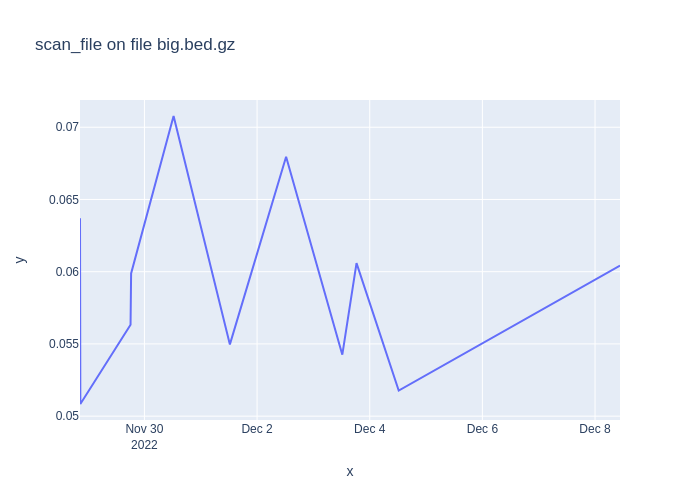 scan_file on file big.bed.gz
0.07
0.065
0.06
0.055
0.05
y
Nov 30
2022
Dec 2
Dec 4
Dec 6
Dec 8
x